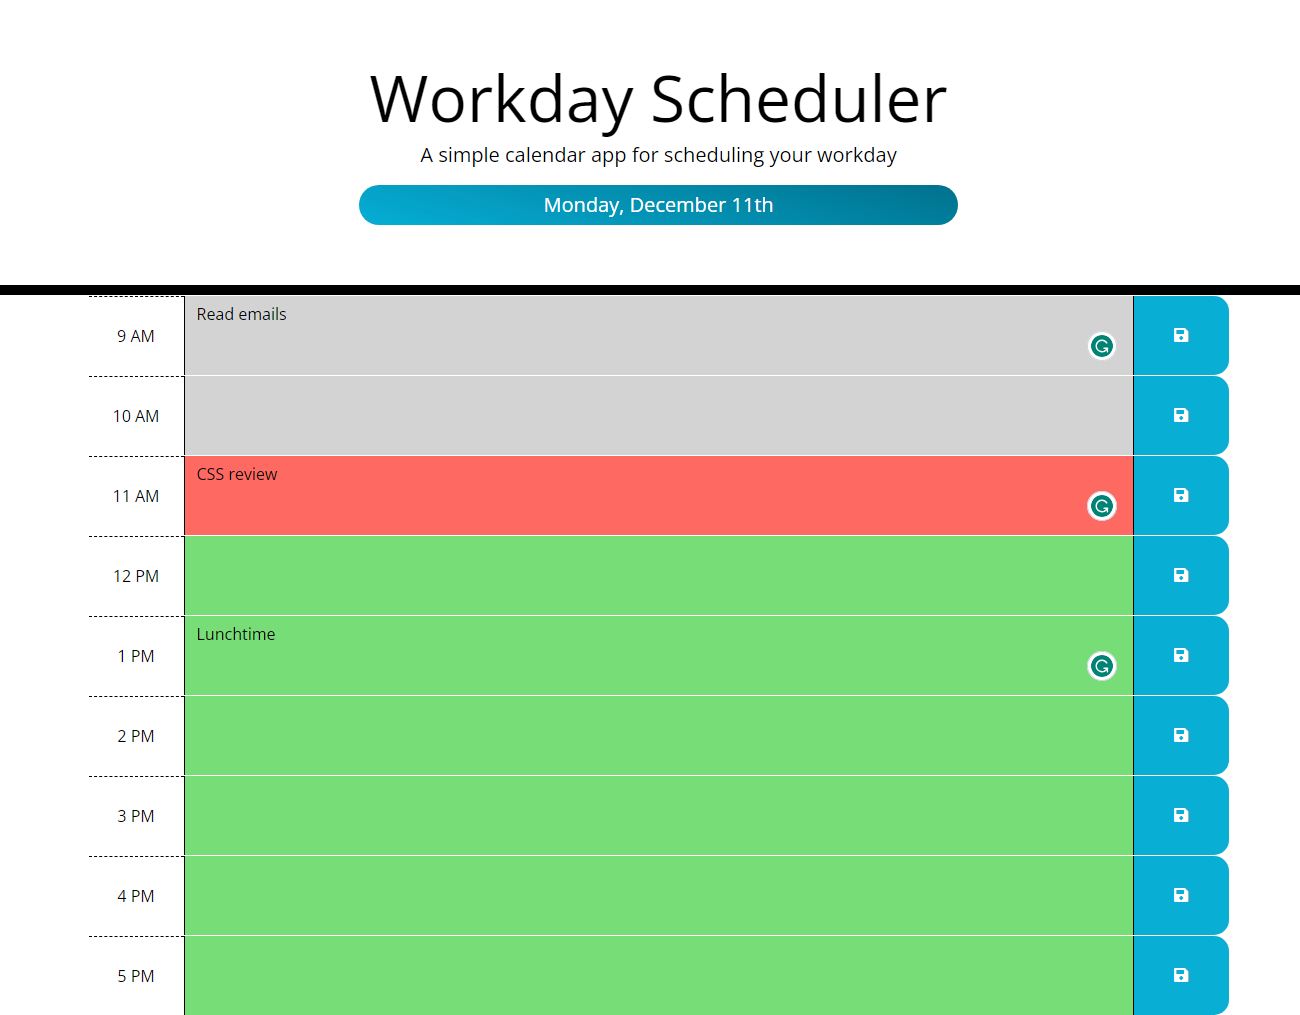 Workday Scheduler
A simple calendar app for scheduling your workday
Monday, December 11th
Read emails
9 AM
10 AM
CSS review
11 AM
12 PM
Lunchtime
1 PM
2 PM
3 PM
4 PM
5 PM